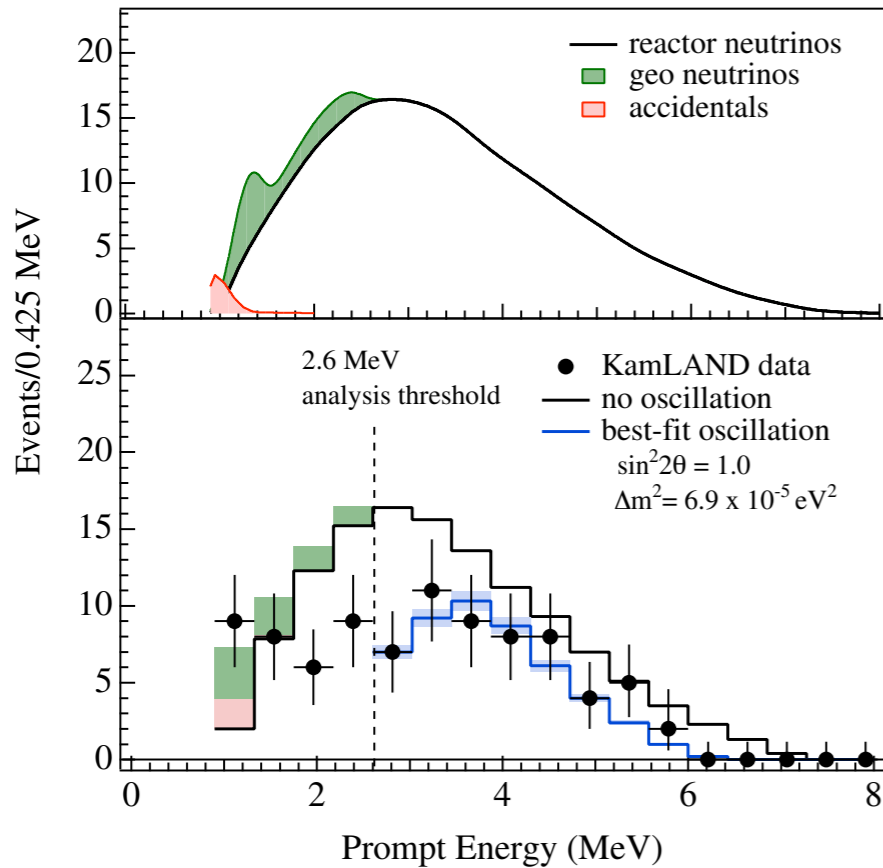 20
15
10
5
0
reactor neutrinos
geo neutrinos
accidentals
Events/0.425 MeV
25
20
15
10
5
0
2.6 MeV
analysis threshold
KamLAND data
no oscillation
best-fit oscillation
sin²2θ = 1.0
Δm²= 6.9 x 10⁻⁵ eV²
0 2 4 6 8
Prompt Energy (MeV)